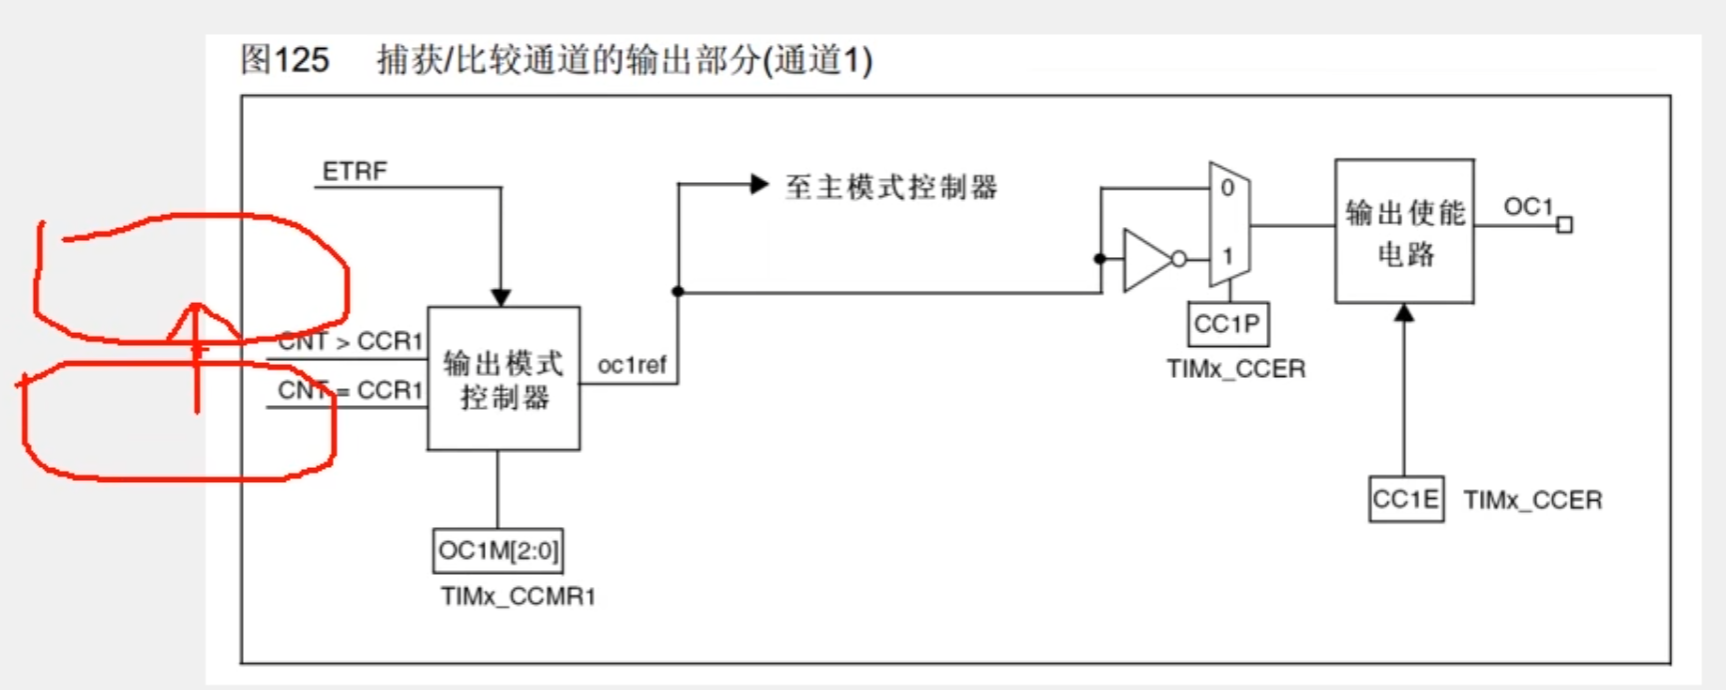 图125 捕获/比较通道的输出部分(通道1)
ETRF
至主模式控制器
0
1
输出使能
电路
OC1
CNT > CCR1
CNT = CCR1
输出模式
控制器
oc1ref
CC1P
TIMx_CCER
CC1E
TIMx_CCER
OC1M[2:0]
TIMx_CCMR1